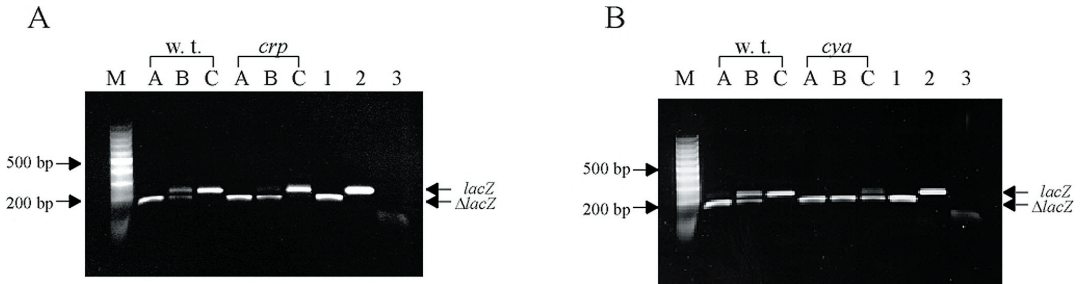 A
w. t. crp
M A B C A B C 1 2 3
500 bp
200 bp
lacZ
ΔlacZ
B
w. t. cya
M A B C A B C 1 2 3
500 bp
200 bp
lacZ
ΔlacZ